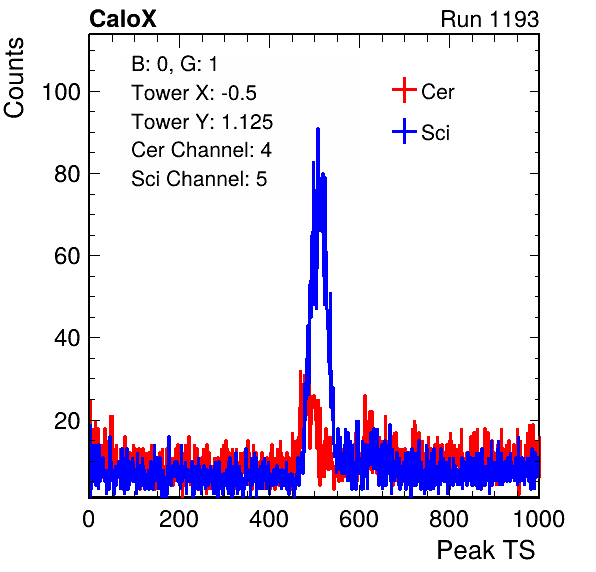 CaloX Run 1193
Counts
B: 0, G: 1
Tower X: -0.5
Tower Y: 1.125
Cer Channel: 4
Sci Channel: 5
Cer
Sci
100
80
60
40
20
0 200 400 600 800 1000
Peak TS